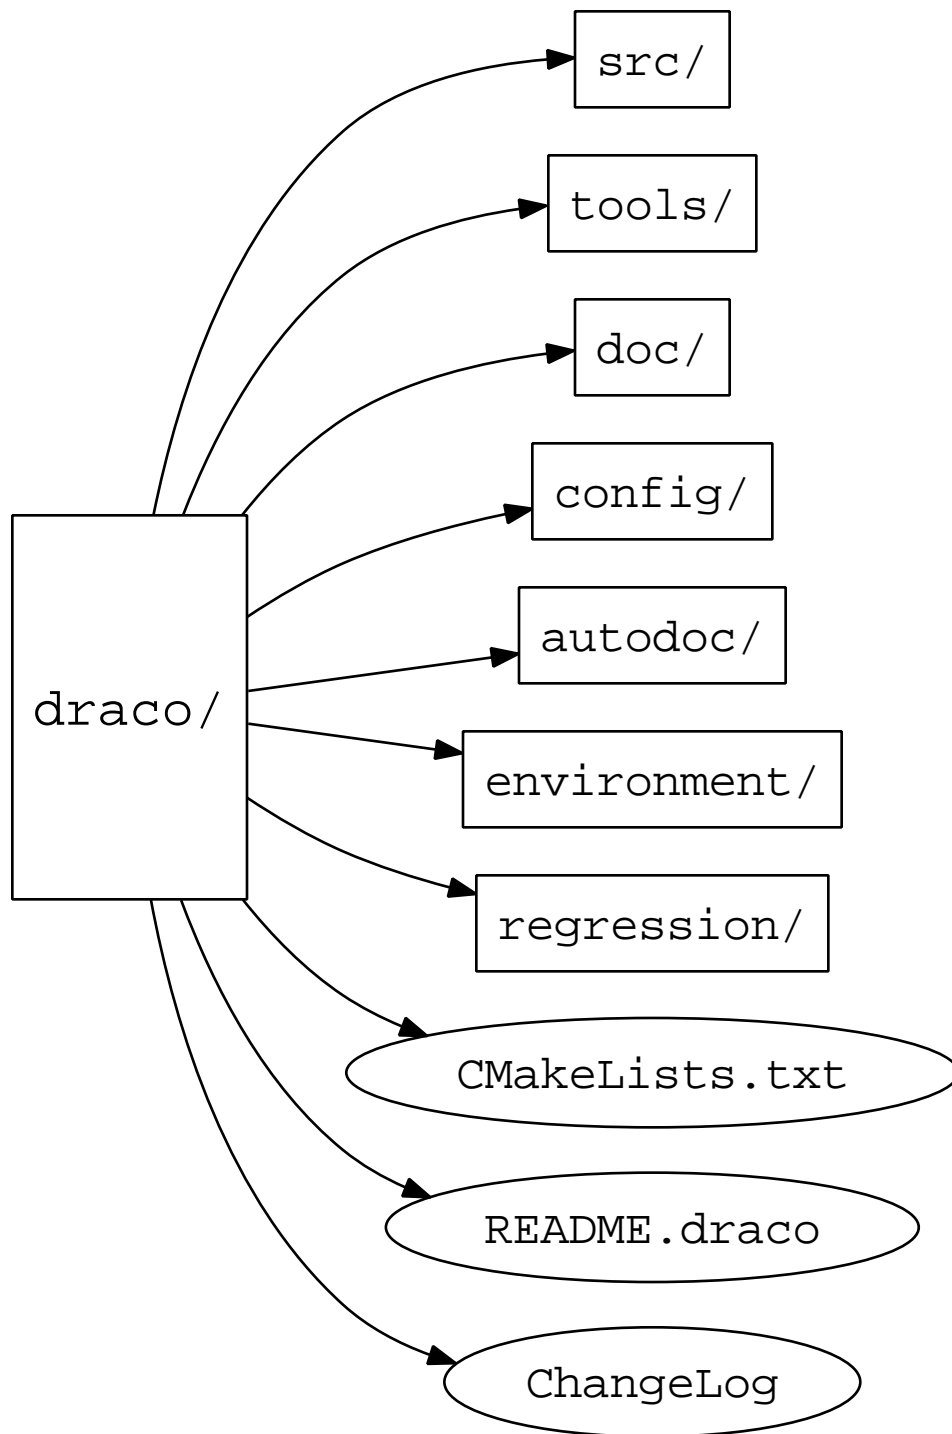 src/
tools/
doc/
config/
autodoc/
draco/
environment/
regression/
CMakeLists.txt
README.draco
ChangeLog